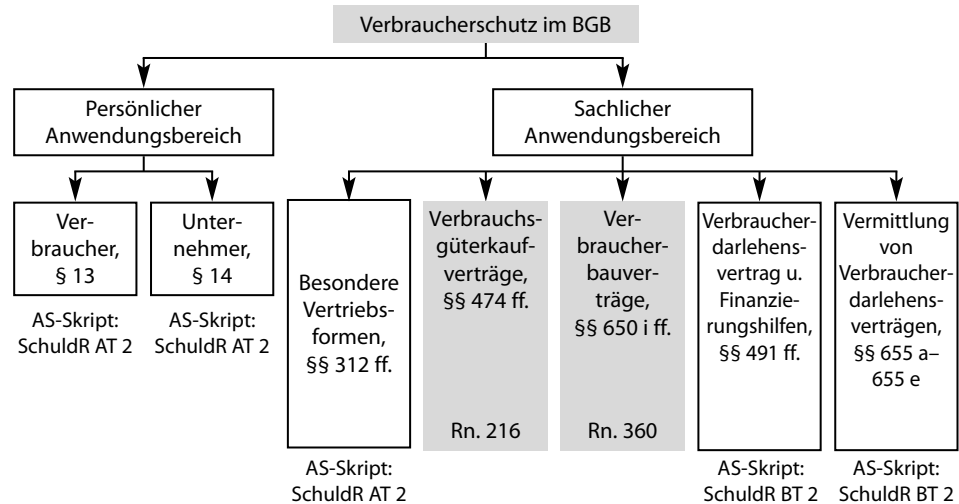 Verbraucherschutz im BGB
Persönlicher
Anwendungsbereich
Sachlicher
Anwendungsbereich
Ver-
braucher,
§ 13
AS-Skript:
SchuldR AT 2
Unter-
nehmer,
§ 14
AS-Skript:
SchuldR AT 2
Besondere
Vertriebs-
formen,
§§ 312 ff.
AS-Skript:
SchuldR AT 2
Verbrauchs-
güterkauf-
verträge,
§§ 474 ff.
Rn. 216
Ver-
braucher-
bauver-
träge,
§§ 650 i ff.
Rn. 360
Verbraucher-
darlehens-
vertrag u.
Finanzie-
rungshilfen,
§§ 491 ff.
AS-Skript:
SchuldR BT 2
Vermittlung
von
Verbraucher-
darlehens-
verträgen,
§§ 655 a–
655 e
AS-Skript:
SchuldR BT 2